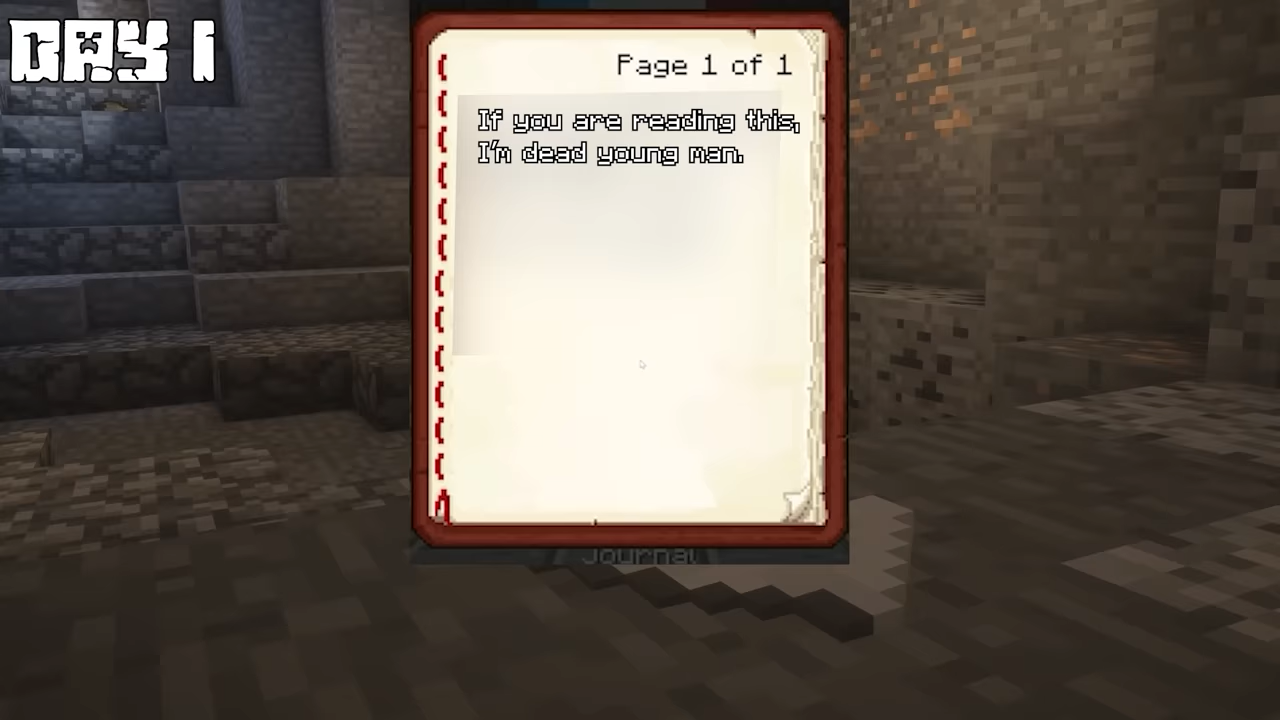 DAY 1
Page 1 of 1
If you are reading this,
I'm dead young man.
Journal